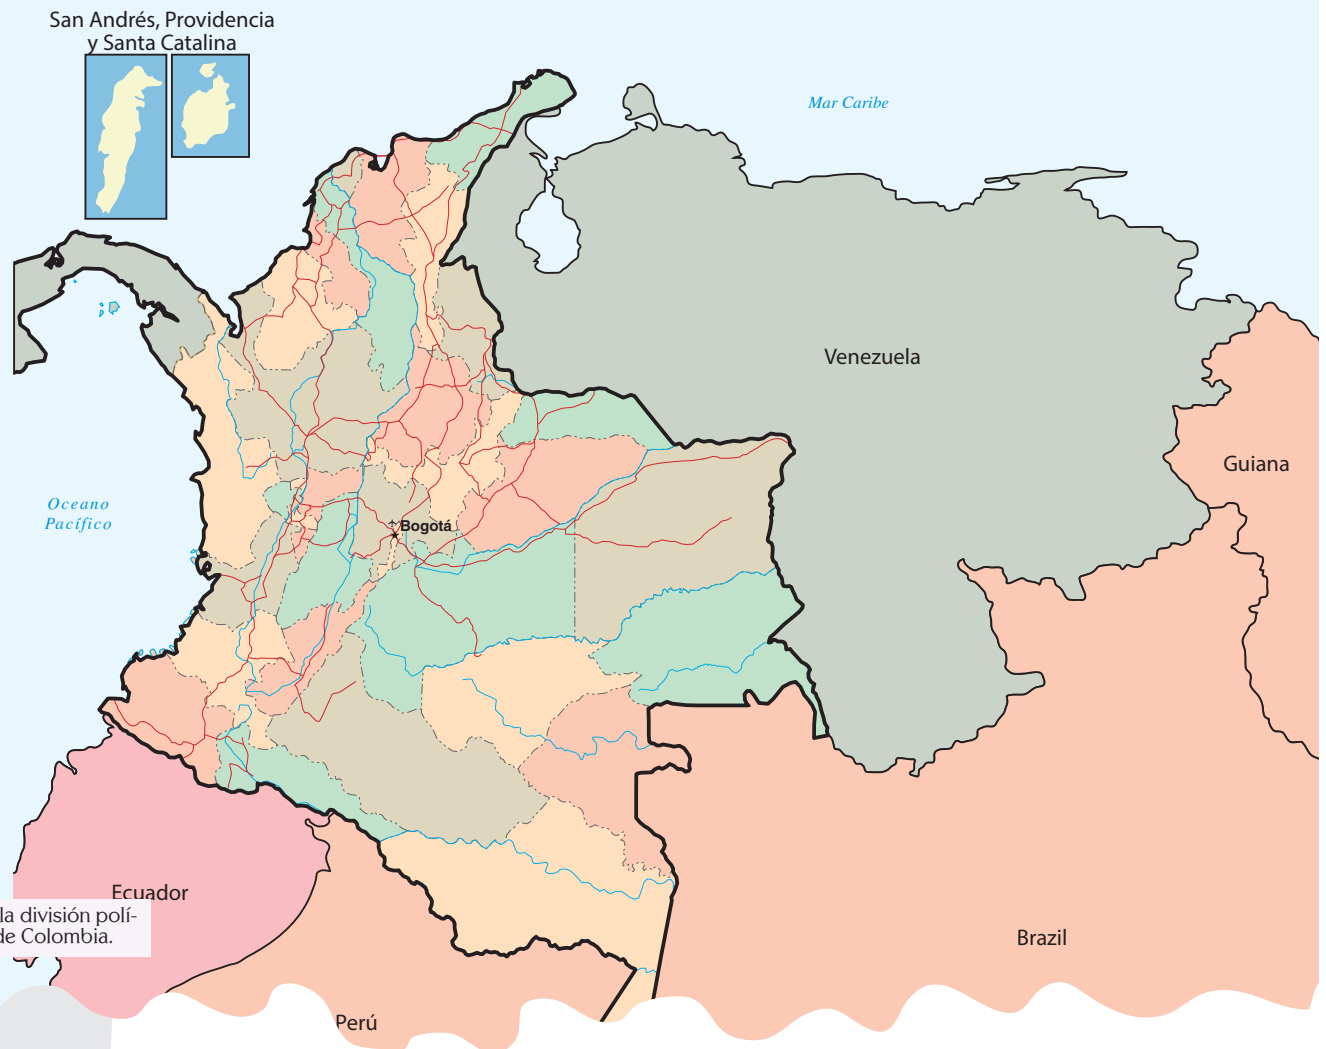 San Andrés, Providencia
y Santa Catalina
Mar Caribe
Venezuela
Guiana
Oceano
Pacífico
Bogotá
Ecuador
la división polí-
de Colombia.
Brazil
Perú